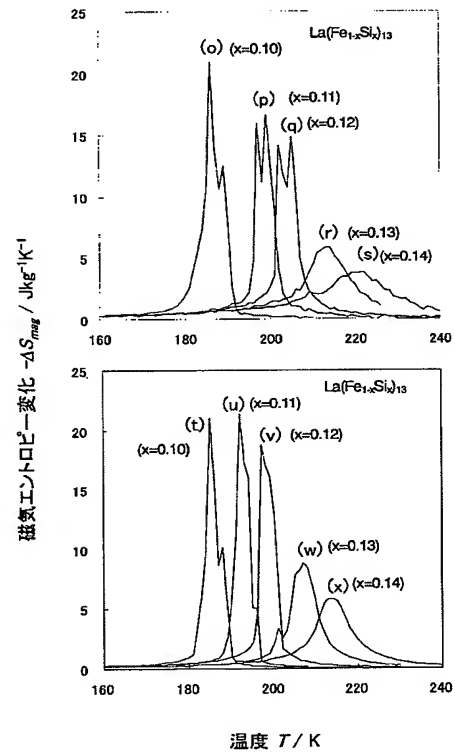 磁気エントロピー変化 -ΔSmag / Jkg⁻¹K⁻¹
La(Fe1-xSix)13
25
20
15
10
5
0
(o) (x=0.10)
(p) (x=0.11)
(q) (x=0.12)
(r) (x=0.13)
(s) (x=0.14)
160 180 200 220 240
La(Fe1-xSix)13
25
20
15
10
5
0
(t)
(x=0.10)
(u) (x=0.11)
(v) (x=0.12)
(w) (x=0.13)
(x) (x=0.14)
160 180 200 220 240
温度 T / K